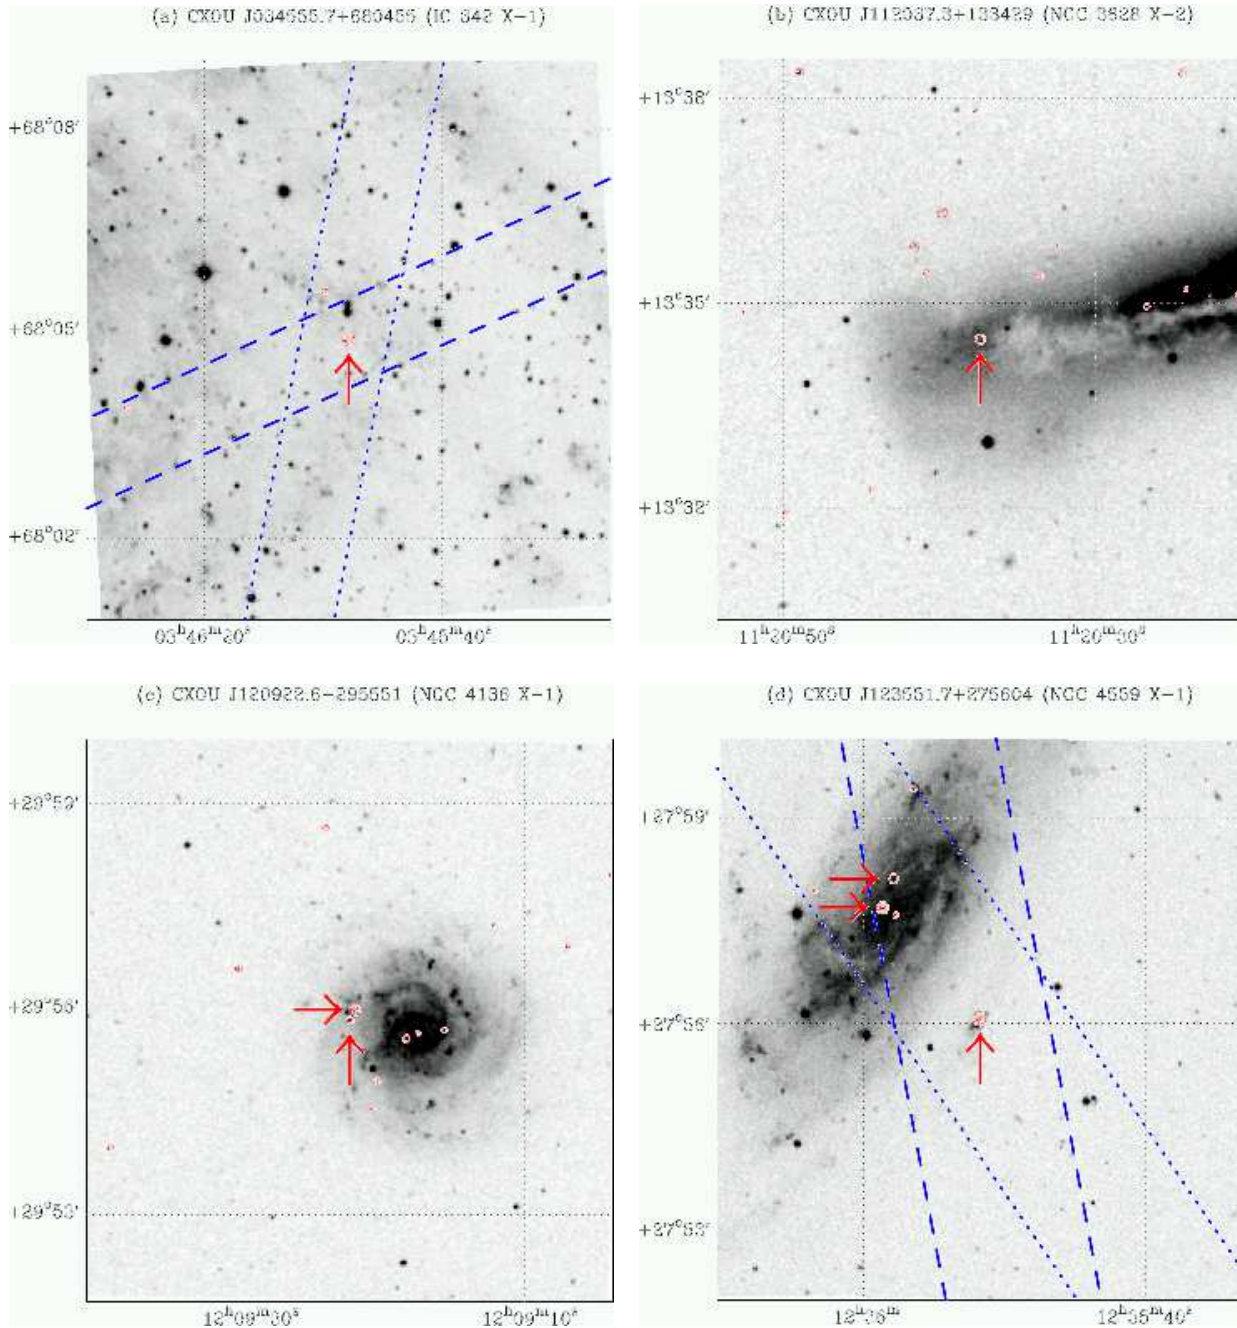 (a) CXOU J034555.7+680455 (IC 342 X-1)
(b) CXOU J112037.3+133429 (NCC 3628 X-2)
+68°08'
+68°05'
+68°02'
03ʰ46ᵐ20ˢ
03ʰ45ᵐ40ˢ
+13°38'
+13°35'
+13°32'
11ʰ20ᵐ50ˢ
(c) CXOU J120922.6-295551 (NGC 4136 X-1)
(d) CXOU J123551.7+275604 (NGC 4559 X-1)
+29°59'
+29°56'
+29°53'
12ʰ09ᵐ30ˢ
12ʰ09ᵐ10ˢ
+27°59'
+27°56'
+27°53'
12ʰ36ᵐ
12ʰ35ᵐ40ˢ